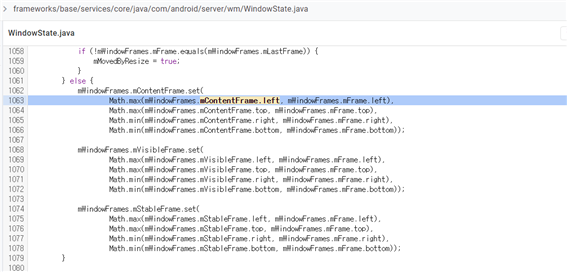 frameworks/base/services/core/java/com/android/server/wm/WindowState.java
WindowState.java
1058 if (!mWindowFrames.mFrame.equals(mWindowFrames.mLastFrame)) {
1059 mMovedByResize = true;
1060 }
1061 } else {
1062 mWindowFrames.mContentFrame.set(
1063 Math.max(mWindowFrames.mContentFrame.left, mWindowFrames.mFrame.left),
1064 Math.max(mWindowFrames.mContentFrame.top, mWindowFrames.mFrame.top),
1065 Math.min(mWindowFrames.mContentFrame.right, mWindowFrames.mFrame.right),
1066 Math.min(mWindowFrames.mContentFrame.bottom, mWindowFrames.mFrame.bottom));
1067
1068 mWindowFrames.mVisibleFrame.set(
1069 Math.max(mWindowFrames.mVisibleFrame.left, mWindowFrames.mFrame.left),
1070 Math.max(mWindowFrames.mVisibleFrame.top, mWindowFrames.mFrame.top),
1071 Math.min(mWindowFrames.mVisibleFrame.right, mWindowFrames.mFrame.right),
1072 Math.min(mWindowFrames.mVisibleFrame.bottom, mWindowFrames.mFrame.bottom));
1073
1074 mWindowFrames.mStableFrame.set(
1075 Math.max(mWindowFrames.mStableFrame.left, mWindowFrames.mFrame.left),
1076 Math.max(mWindowFrames.mStableFrame.top, mWindowFrames.mFrame.top),
1077 Math.min(mWindowFrames.mStableFrame.right, mWindowFrames.mFrame.right),
1078 Math.min(mWindowFrames.mStableFrame.bottom, mWindowFrames.mFrame.bottom));
1079 }
1080